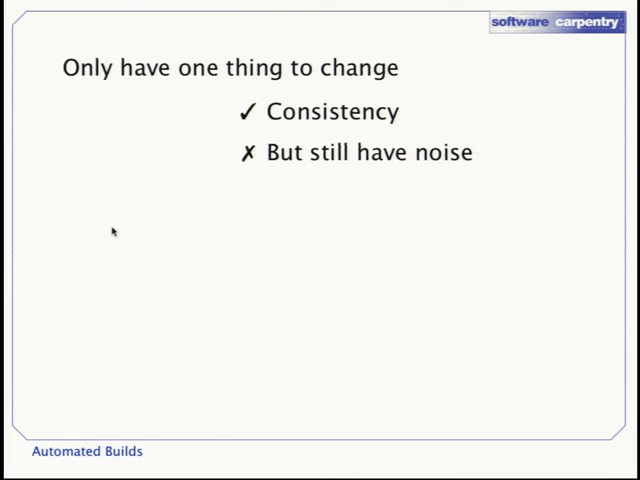 software carpentry
Only have one thing to change
✓ Consistency
✗ But still have noise
Automated Builds